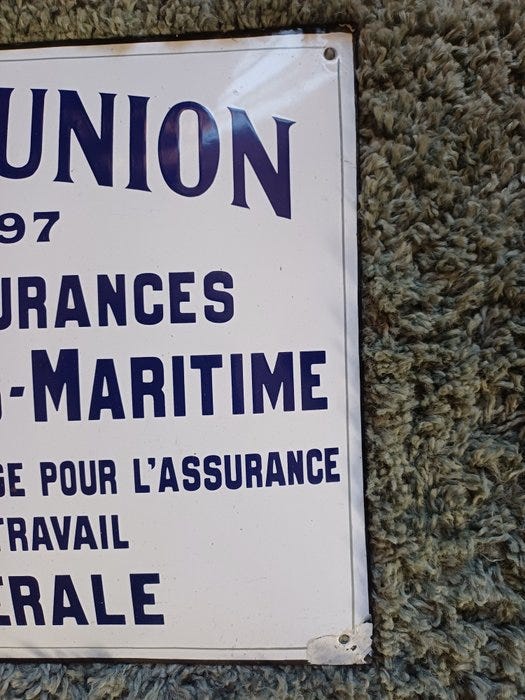 UNION
97
URANCES
-MARITIME
GE POUR L'ASSURANCE
TRAVAIL
ERALE